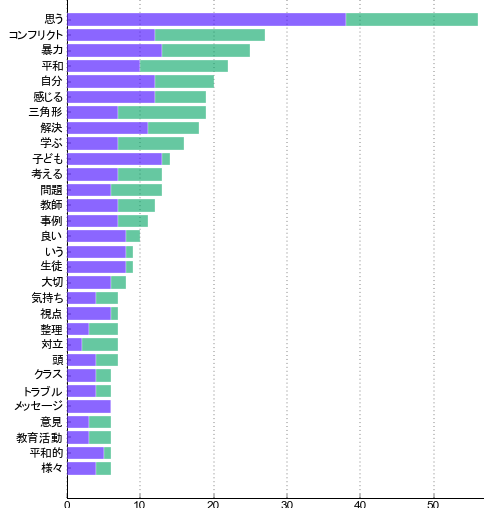 思う
コンフリクト
暴力
平和
自分
感じる
三角形
解決
学ぶ
子ども
考える
問題
教師
事例
良い
いう
生徒
大切
気持ち
視点
整理
対立
頭
クラス
トラブル
メッセージ
意見
教育活動
平和的
様々
0 10 20 30 40 50